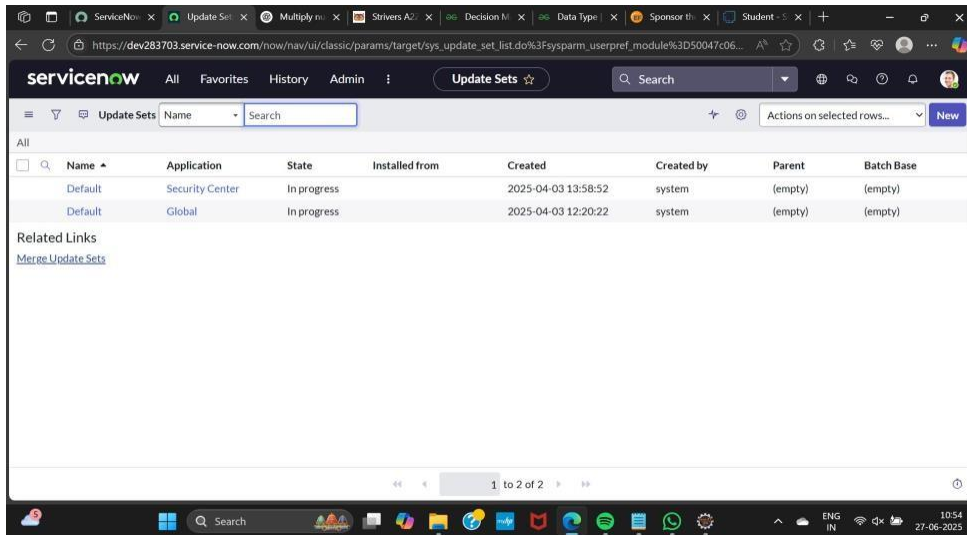 ServiceNow
Update Set
Multiply nu
Strivers A2
Decision M
Data Type
Sponsor th
Student - S
https://dev283703.service-now.com/now/nav/ui/classic/params/target/sys_update_set_list.do%3Fsysparm_userpref_module%3D50047c06...
servicenow All Favorites History Admin Update Sets Search
Update Sets Name Search Actions on selected rows... New
All
Name Application State Installed from Created Created by Parent Batch Base
Default Security Center In progress 2025-04-03 13:58:52 system (empty) (empty)
Default Global In progress 2025-04-03 12:20:22 system (empty) (empty)
Related Links
Merge Update Sets
1 to 2 of 2
5 Search ENG 10:54
IN 27-06-2025